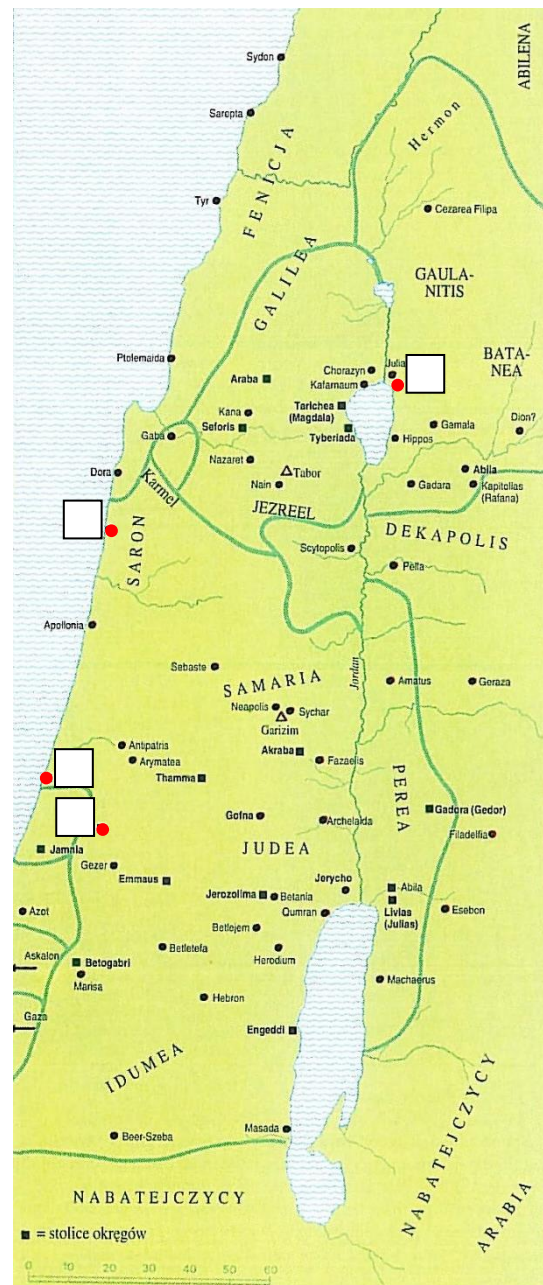 Sydon
ABILENA
Sarepta
Hermon
FENICJA
Tyr
Cezarea Filipa
GALILEA
GAULA-
NITIS
Ptolemaida
Chorazyn
Julia
BATA-
NEA
Araba
Kafarnaum
Kana
Tarichea
(Magdala)
Gamala
Dion?
Seforis
Tyberiada
Gaba
Hippos
Nazaret
Tabor
Abila
Dora
Karmel
Nain
Gadara
Kapitolias
(Rafana)
JEZREEL
SARON
DEKAPOLIS
Scytopolis
Pella
Apollonia
Sebaste
Jordan
SAMARIA
Amatus
Geraza
Neapolis
Sychar
Garizim
Antipatris
Akraba
Arymatea
Fazaelis
Thamma
PEREA
Gofna
Archelaida
Gadora (Gedor)
Filadelfia
Jamnia
JUDEA
Gezer
Emmaus
Jerycho
Abila
Jerozolima
Betania
Livias
(Julias)
Azot
Qumran
Esebon
Betlejem
Askalon
Betletefa
Herodium
Betogabri
Marisa
Machaerus
Hebron
Gaza
Engeddi
IDUMEA
Masada
Beer-Szeba
NABATEJCZYCY
NABATEJCZYCY
ARABIA
= stolice okręgów
0 10 20 30 40 50 60